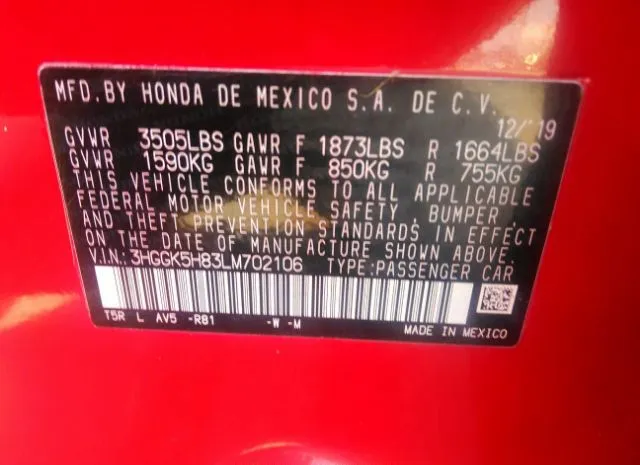 MFD. BY HONDA DE MEXICO S.A. DE C.V.
12/'19
GVWR 3505LBS GAWR F 1873LBS R 1664LBS
GVWR 1590KG GAWR F 850KG R 755KG
THIS VEHICLE CONFORMS TO ALL APPLICABLE
FEDERAL MOTOR VEHICLE SAFETY, BUMPER,
AND THEFT PREVENTION STANDARDS IN EFFECT
ON THE DATE OF MANUFACTURE SHOWN ABOVE.
V.I.N.: 3HGGK5H83LM702106 TYPE:PASSENGER CAR
T5R L AV5 -R81 -W -M
MADE IN MEXICO